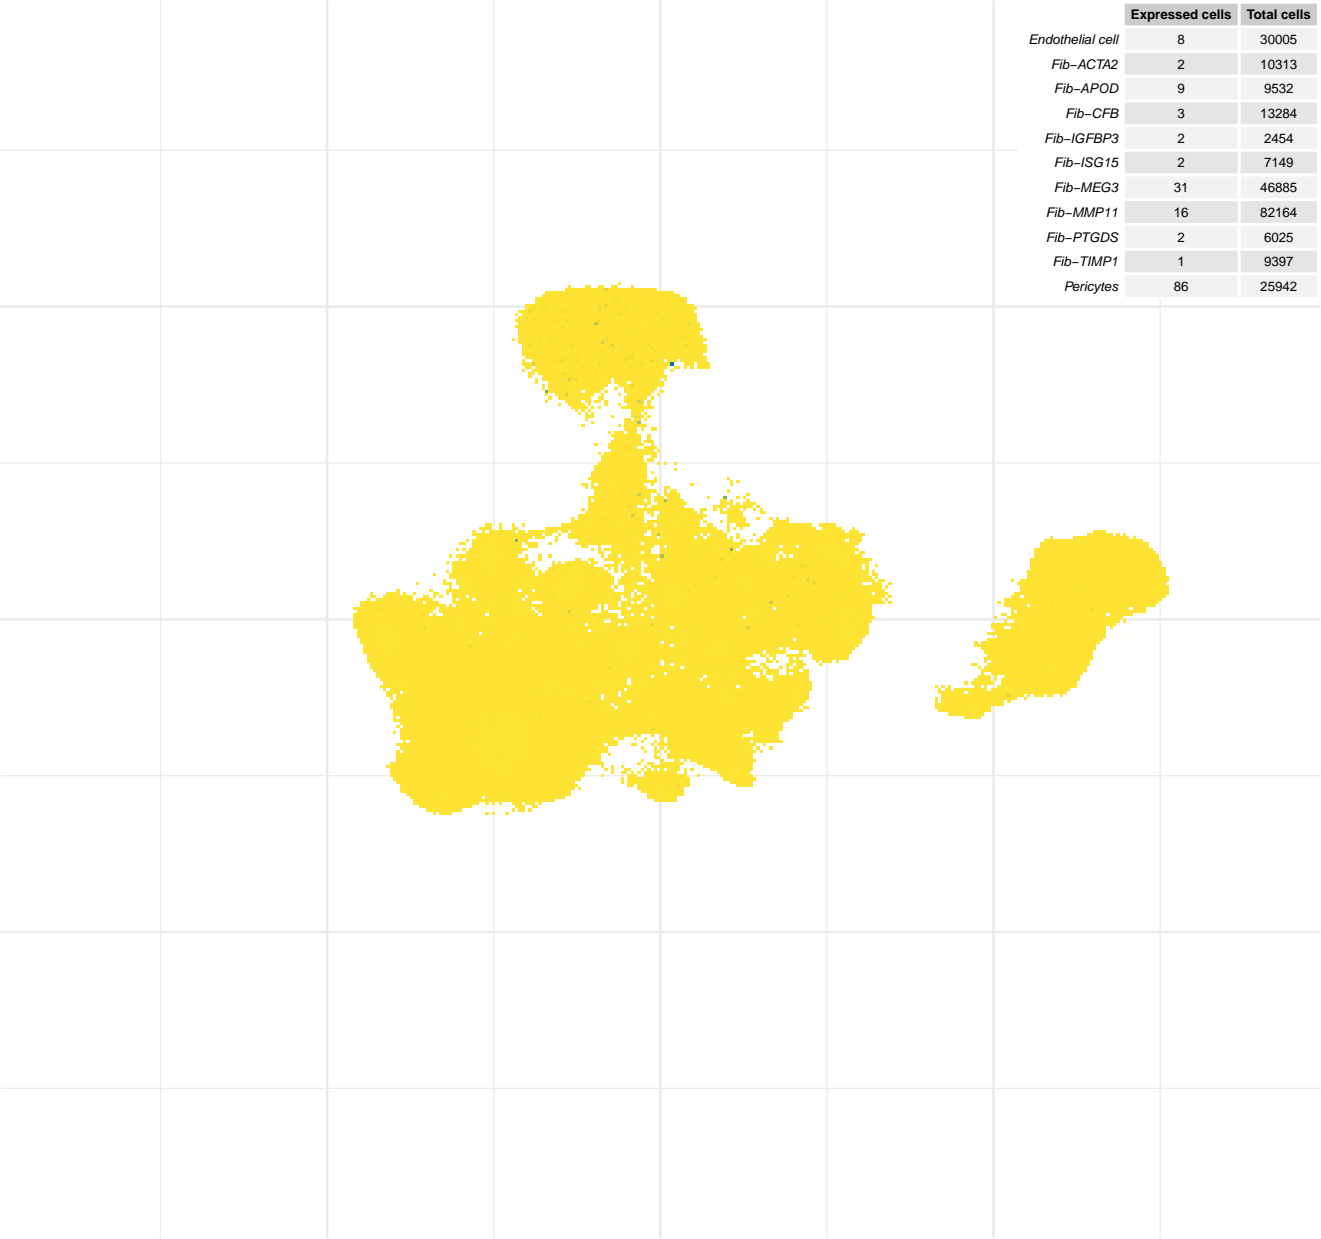 Expressed cells Total cells
Endothelial cell 8 30005
Fib−ACTA2 2 10313
Fib−APOD 9 9532
Fib−CFB 3 13284
Fib−IGFBP3 2 2454
Fib−ISG15 2 7149
Fib−MEG3 31 46885
Fib−MMP11 16 82164
Fib−PTGDS 2 6025
Fib−TIMP1 1 9397
Pericytes 86 25942